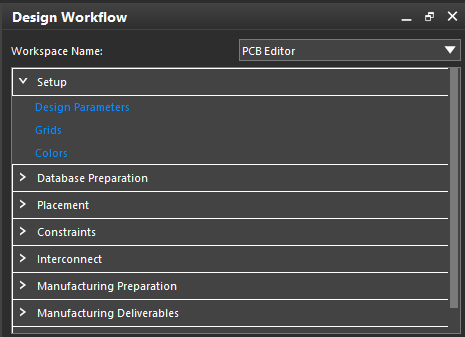 Design Workflow
Workspace Name: PCB Editor
Setup
Design Parameters
Grids
Colors
Database Preparation
Placement
Constraints
Interconnect
Manufacturing Preparation
Manufacturing Deliverables